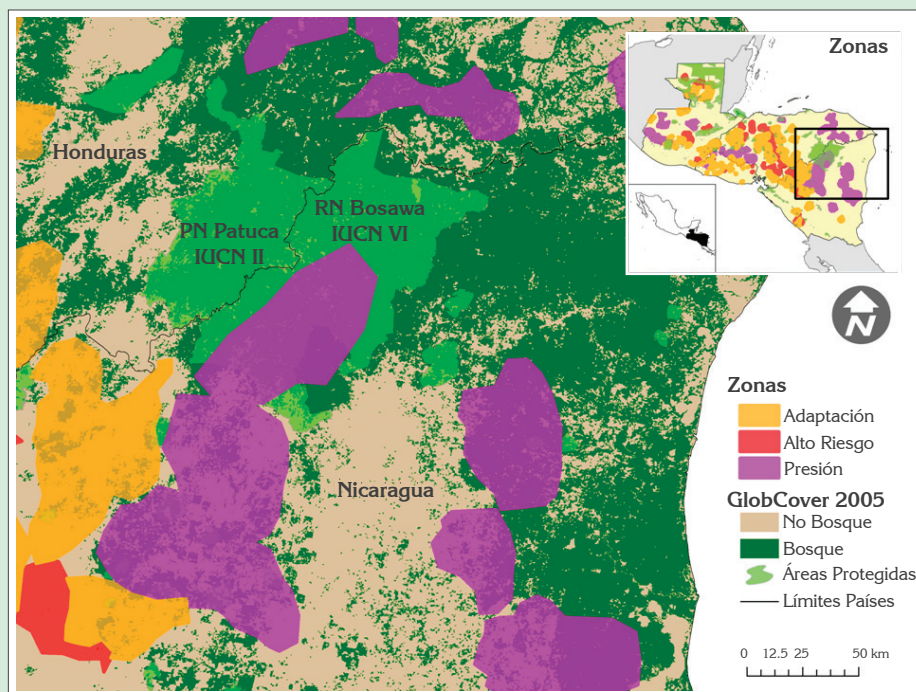 Zonas
Honduras
PN Patuca
IUCN II
RN Bosawa
IUCN VI
Nicaragua
N
Zonas
Adaptación
Alto Riesgo
Presión
GlobCover 2005
No Bosque
Bosque
Áreas Protegidas
Límites Países
0 12.5 25 50 km